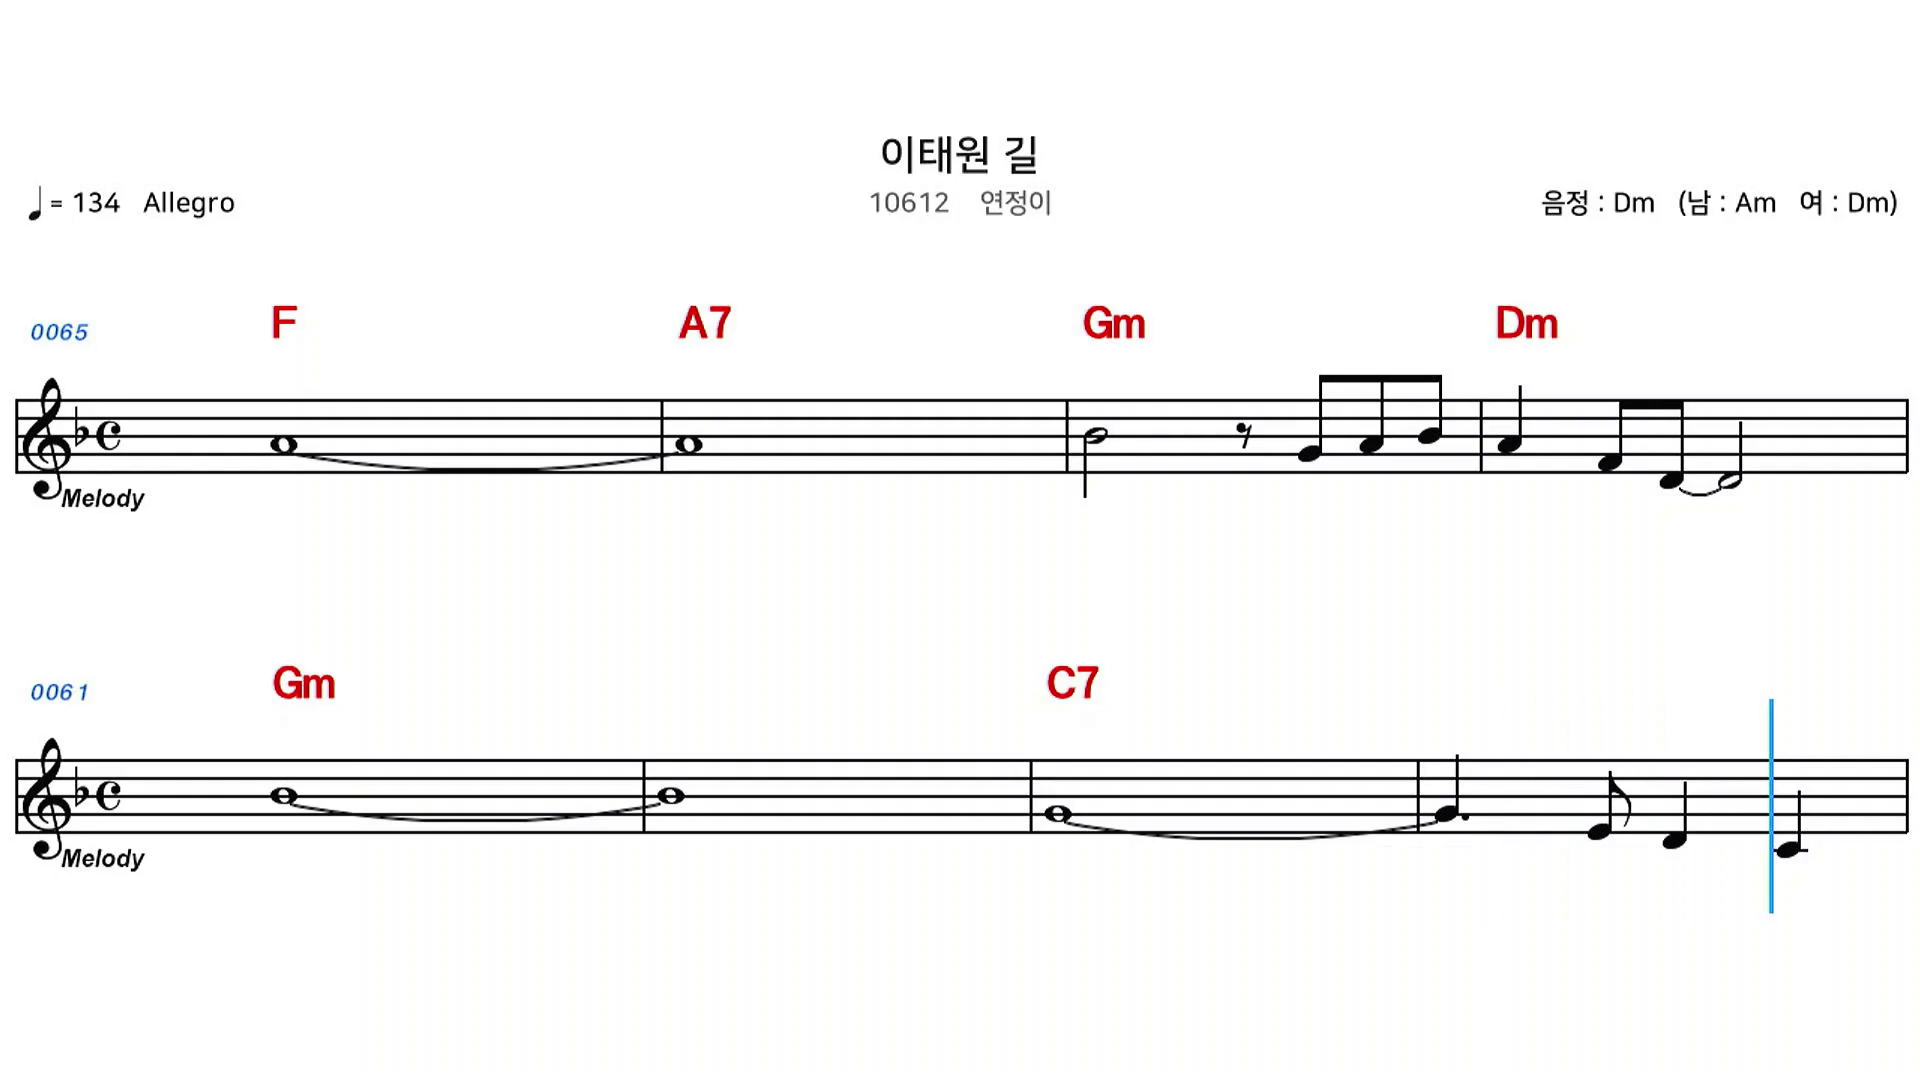 이태원 길
♩= 134 Allegro
10612 연정이
음정 : Dm (남 : Am 여 : Dm)
0065 F A7 Gm Dm
Melody
0061 Gm C7
Melody